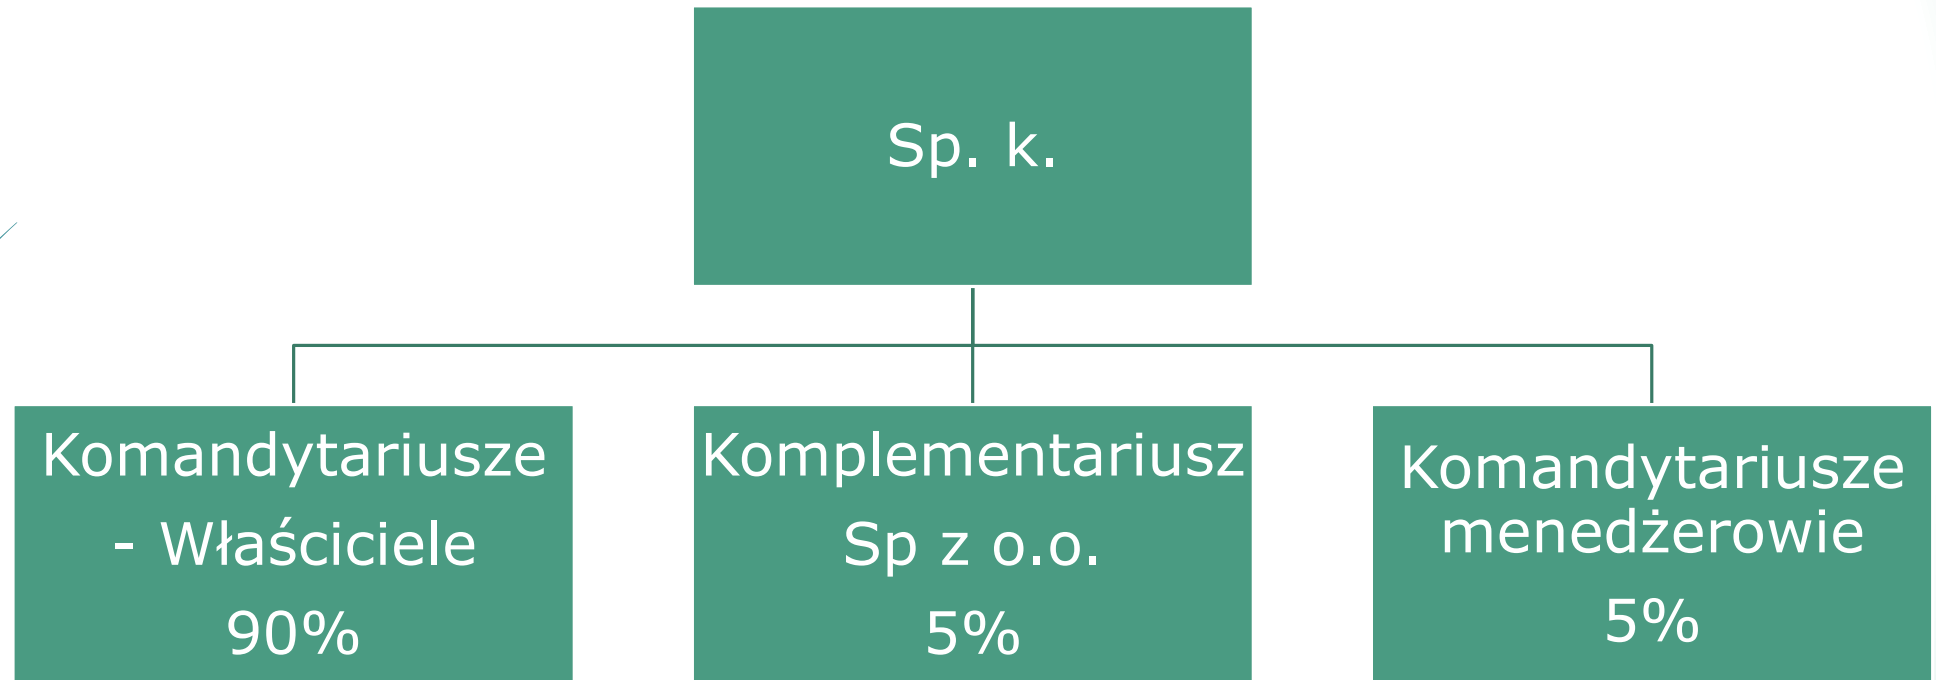 Sp. k.
Komandytariusze
- Właściciele
90%
Komplementariusz
Sp z o.o.
5%
Komandytariusze
menedżerowie
5%